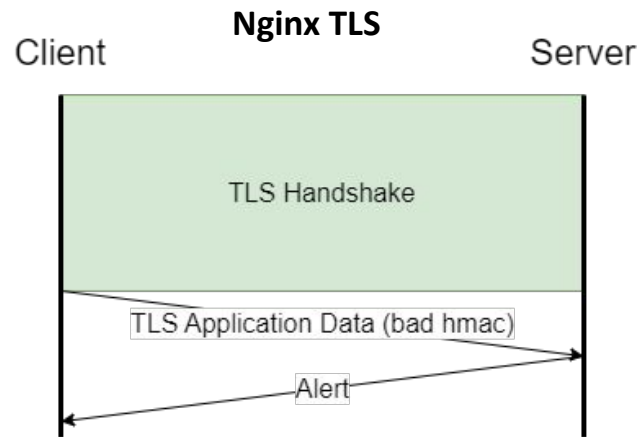 Nginx TLS
Client
Server
TLS Handshake
TLS Application Data (bad hmac)
Alert